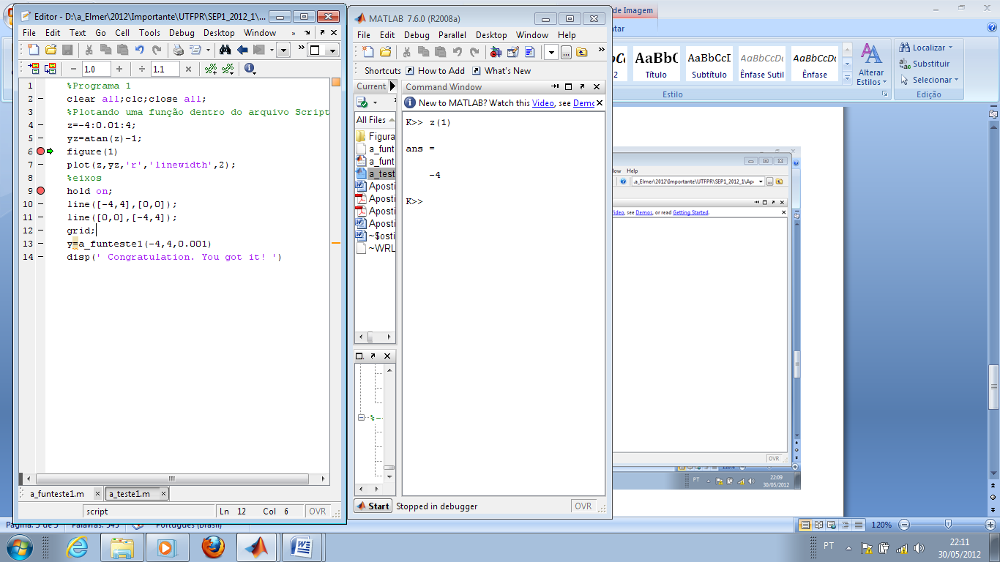 Editor - D:\a_Elmer\2012\Importante\UTFPR\SEP1_2012_1\...
File Edit Text Go Cell Tools Debug Desktop Window »
1.0
1.1
1 %Programa 1
2 clear all;clc;close all;
3 %Plotando uma função dentro do arquivo Script
4 z=-4:0.01:4;
5 yz=atan(z)-1;
6 figure(1)
7 plot(z,yz,'r','linewidth',2);
8 %eixos
9 hold on;
10 line([-4,4],[0,0]);
11 line([0,0],[-4,4]);
12 grid;
13 y=a_funteste1(-4,4,0.001)
14 disp(' Congratulation. You got it! ')
a_funteste1.m
a_teste1.m
script Ln 12 Col 6 OVR
MATLAB 7.6.0 (R2008a)
File Edit Debug Parallel Desktop Window Help
Shortcuts How to Add What's New
Current
Command Window
New to MATLAB? Watch this Video, see Demo
All Files
Figura
a_funt
a_funt
a_test
Aposti
Aposti
Aposti
Aposti
~$osti
~WRL
K>> z(1)
ans =
-4
K>>
Start Stopped in debugger OVR
de Imagem
tar
2
AaBbC
Título
AaBbCcI
Subtítulo
AaBbCcDc
Ênfase Sutil
AaBbCcDc
Ênfase
Alterar
Estilos
Localizar
Substituir
Selecionar
Estilo
Edição
ow Help
.a_Elmer\2012\Importante\UTFPR\SEP1_2012_1\Ap
Video, see Demos, or read Getting Started.
OVR
120%
PT
22:09
30/05/2012
Página: 5 de 5 Palavras: 545 Português (Brasil)
120%
PT
22:11
30/05/2012